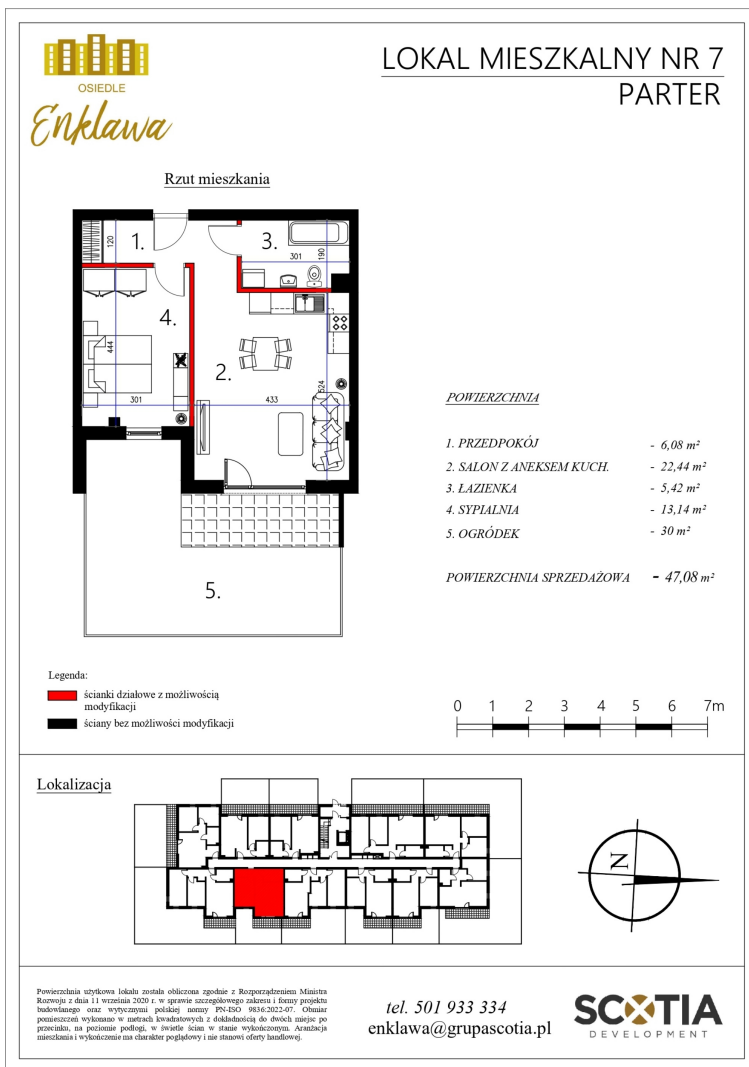 OSIEDLE
Enklawa
LOKAL MIESZKALNY NR 7
PARTER
Rzut mieszkania
1.
120
3.
301
190
4.
444
301
2.
433
524
5.
POWIERZCHNIA
1. PRZEDPOKÓJ - 6,08 m²
2. SALON Z ANEKSEM KUCH. - 22,44 m²
3. ŁAZIENKA - 5,42 m²
4. SYPIALNIA - 13,14 m²
5. OGRÓDEK - 30 m²
POWIERZCHNIA SPRZEDAŻOWA - 47,08 m²
Legenda:
ścianki działowe z możliwością
modyfikacji
ściany bez możliwości modyfikacji
0 1 2 3 4 5 6 7m
Lokalizacja
N
Powierzchnia użytkowa lokalu została obliczona zgodnie z Rozporządzeniem Ministra
Rozwoju z dnia 11 września 2020 r. w sprawie szczegółowego zakresu i formy projektu
budowlanego oraz wytycznymi polskiej normy PN-ISO 9836:2022-07. Obmiar
pomieszczeń wykonano w metrach kwadratowych z dokładnością do dwóch miejsc po
przecinku, na poziomie podłogi, w świetle ścian w stanie wykończonym. Aranżacja
mieszkania i wykończenie ma charakter poglądowy i nie stanowi oferty handlowej.
tel. 501 933 334
enklawa@grupascotia.pl
SCOTIA
DEVELOPMENT